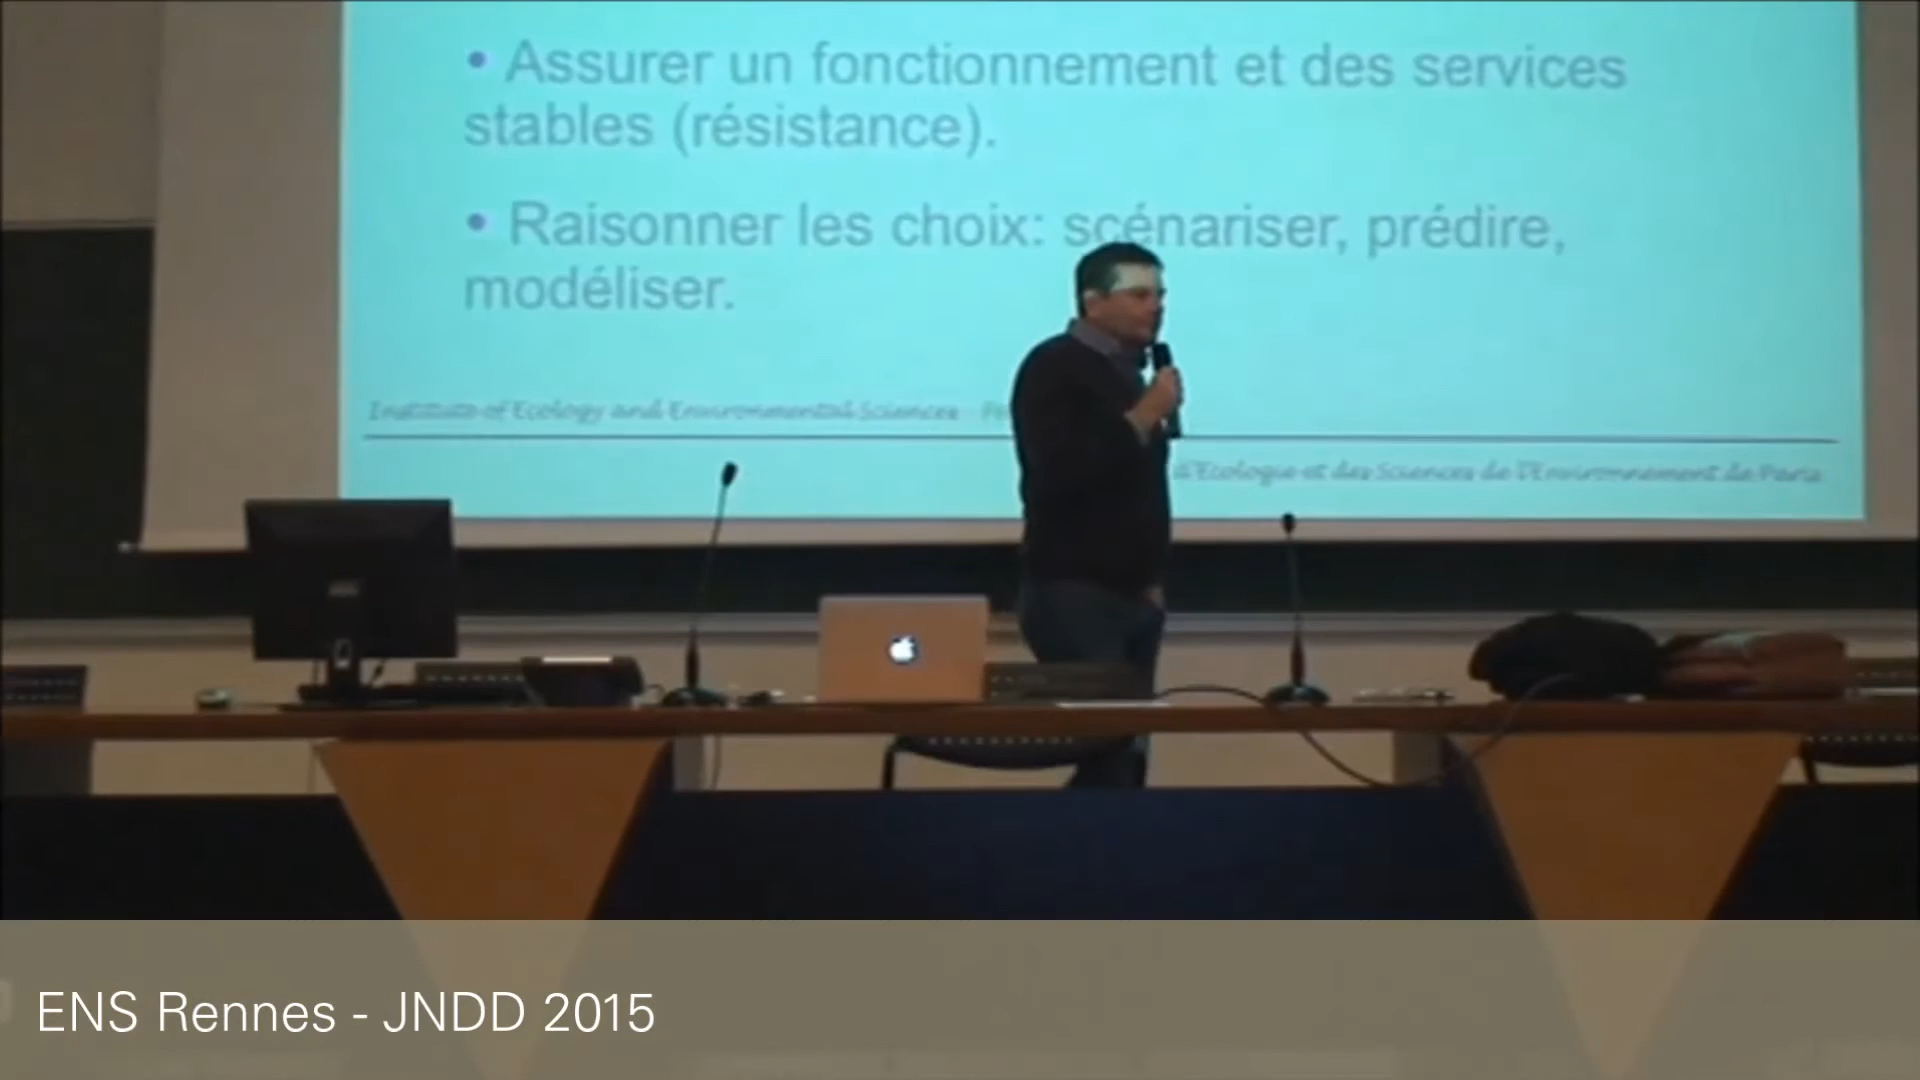 • Assurer un fonctionnement et des services
stables (résistance).
• Raisonner les choix: scénariser, prédire,
modéliser.
Institute of Ecology and Environmental Sciences
d'Ecologie et des Sciences de l'Environnement de Paris
ENS Rennes - JNDD 2015